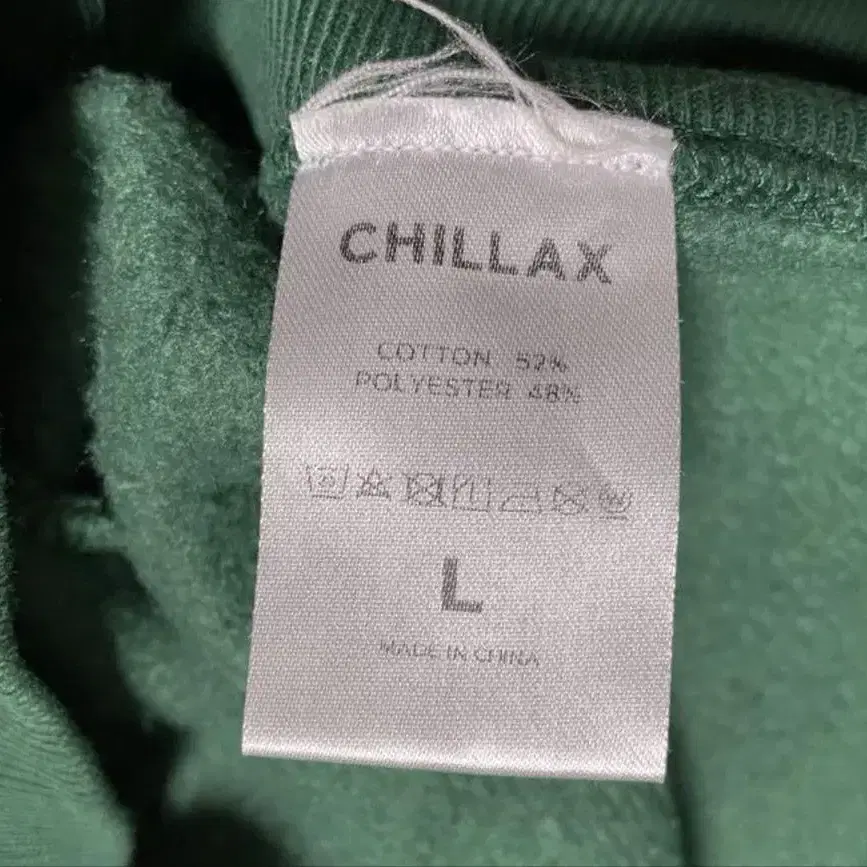 CHILLAX
COTTON 52%
POLYESTER 48%
L
MADE IN CHINA